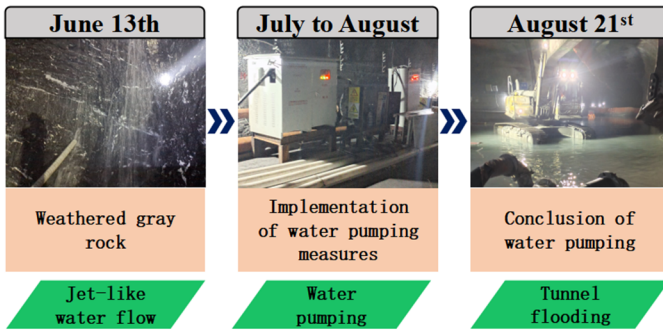 June 13th
July to August
August 21st
Weathered gray
rock
Implementation
of water pumping
measures
Conclusion of
water pumping
Jet-like
water flow
Water
pumping
Tunnel
flooding